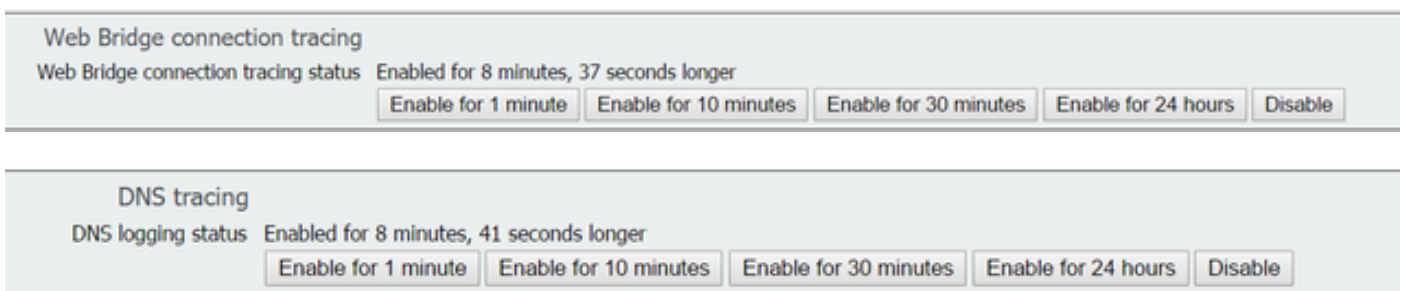 Web Bridge connection tracing
Web Bridge connection tracing status Enabled for 8 minutes, 37 seconds longer
Enable for 1 minute Enable for 10 minutes Enable for 30 minutes Enable for 24 hours Disable
DNS tracing
DNS logging status Enabled for 8 minutes, 41 seconds longer
Enable for 1 minute Enable for 10 minutes Enable for 30 minutes Enable for 24 hours Disable